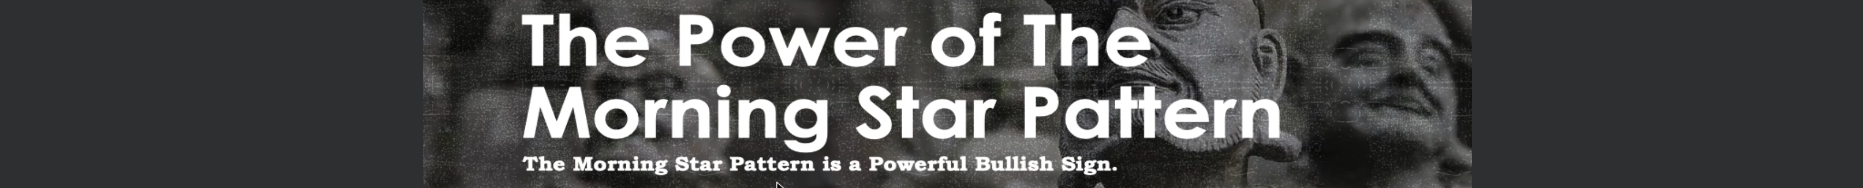 The Power of The
Morning Star Pattern
The Morning Star Pattern is a Powerful Bullish Sign.